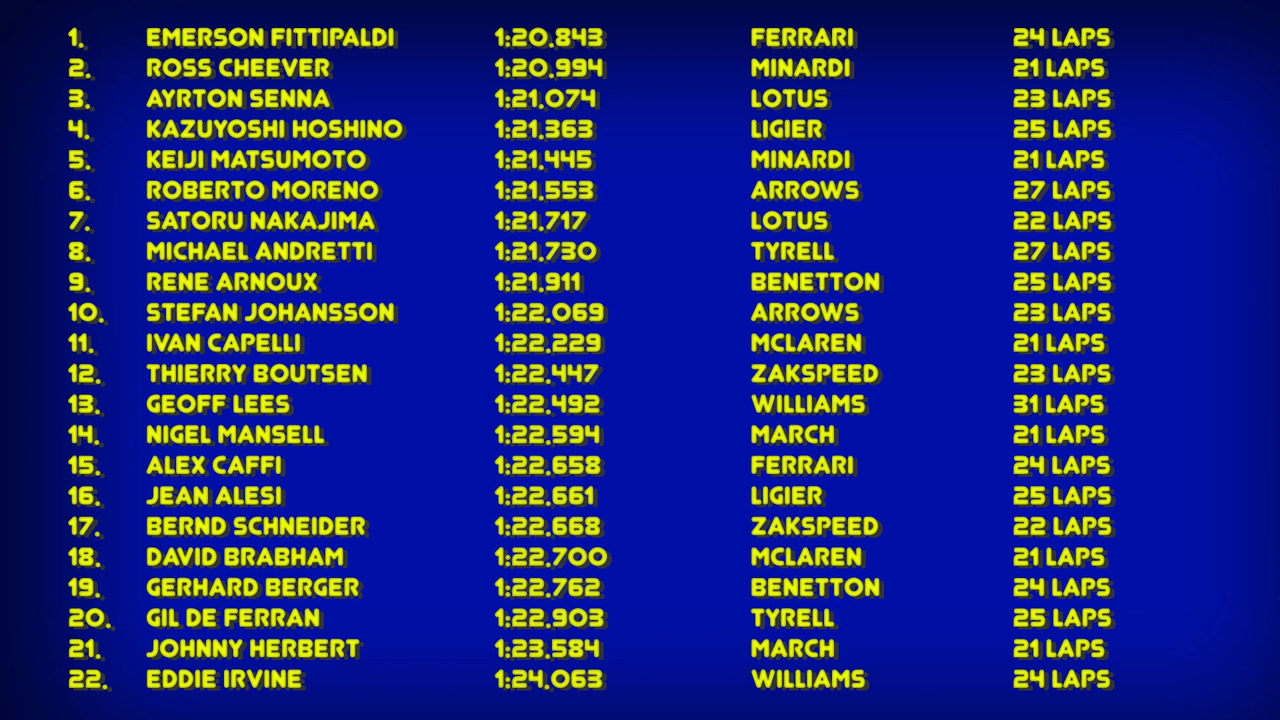 1. EMERSON FITTIPALDI 1:20.843 FERRARI 24 LAPS
2. ROSS CHEEVER 1:20.994 MINARDI 21 LAPS
3. AYRTON SENNA 1:21.074 LOTUS 23 LAPS
4. KAZUYOSHI HOSHINO 1:21.363 LIGIER 25 LAPS
5. KEIJI MATSUMOTO 1:21.445 MINARDI 21 LAPS
6. ROBERTO MORENO 1:21.553 ARROWS 27 LAPS
7. SATORU NAKAJIMA 1:21.717 LOTUS 22 LAPS
8. MICHAEL ANDRETTI 1:21.730 TYRELL 27 LAPS
9. RENE ARNOUX 1:21.911 BENETTON 25 LAPS
10. STEFAN JOHANSSON 1:22.069 ARROWS 23 LAPS
11. IVAN CAPELLI 1:22.229 MCLAREN 21 LAPS
12. THIERRY BOUTSEN 1:22.447 ZAKSPEED 23 LAPS
13. GEOFF LEES 1:22.492 WILLIAMS 31 LAPS
14. NIGEL MANSELL 1:22.594 MARCH 21 LAPS
15. ALEX CAFFI 1:22.658 FERRARI 24 LAPS
16. JEAN ALESI 1:22.661 LIGIER 25 LAPS
17. BERND SCHNEIDER 1:22.668 ZAKSPEED 22 LAPS
18. DAVID BRABHAM 1:22.700 MCLAREN 21 LAPS
19. GERHARD BERGER 1:22.762 BENETTON 24 LAPS
20. GIL DE FERRAN 1:22.903 TYRELL 25 LAPS
21. JOHNNY HERBERT 1:23.584 MARCH 21 LAPS
22. EDDIE IRVINE 1:24.063 WILLIAMS 24 LAPS